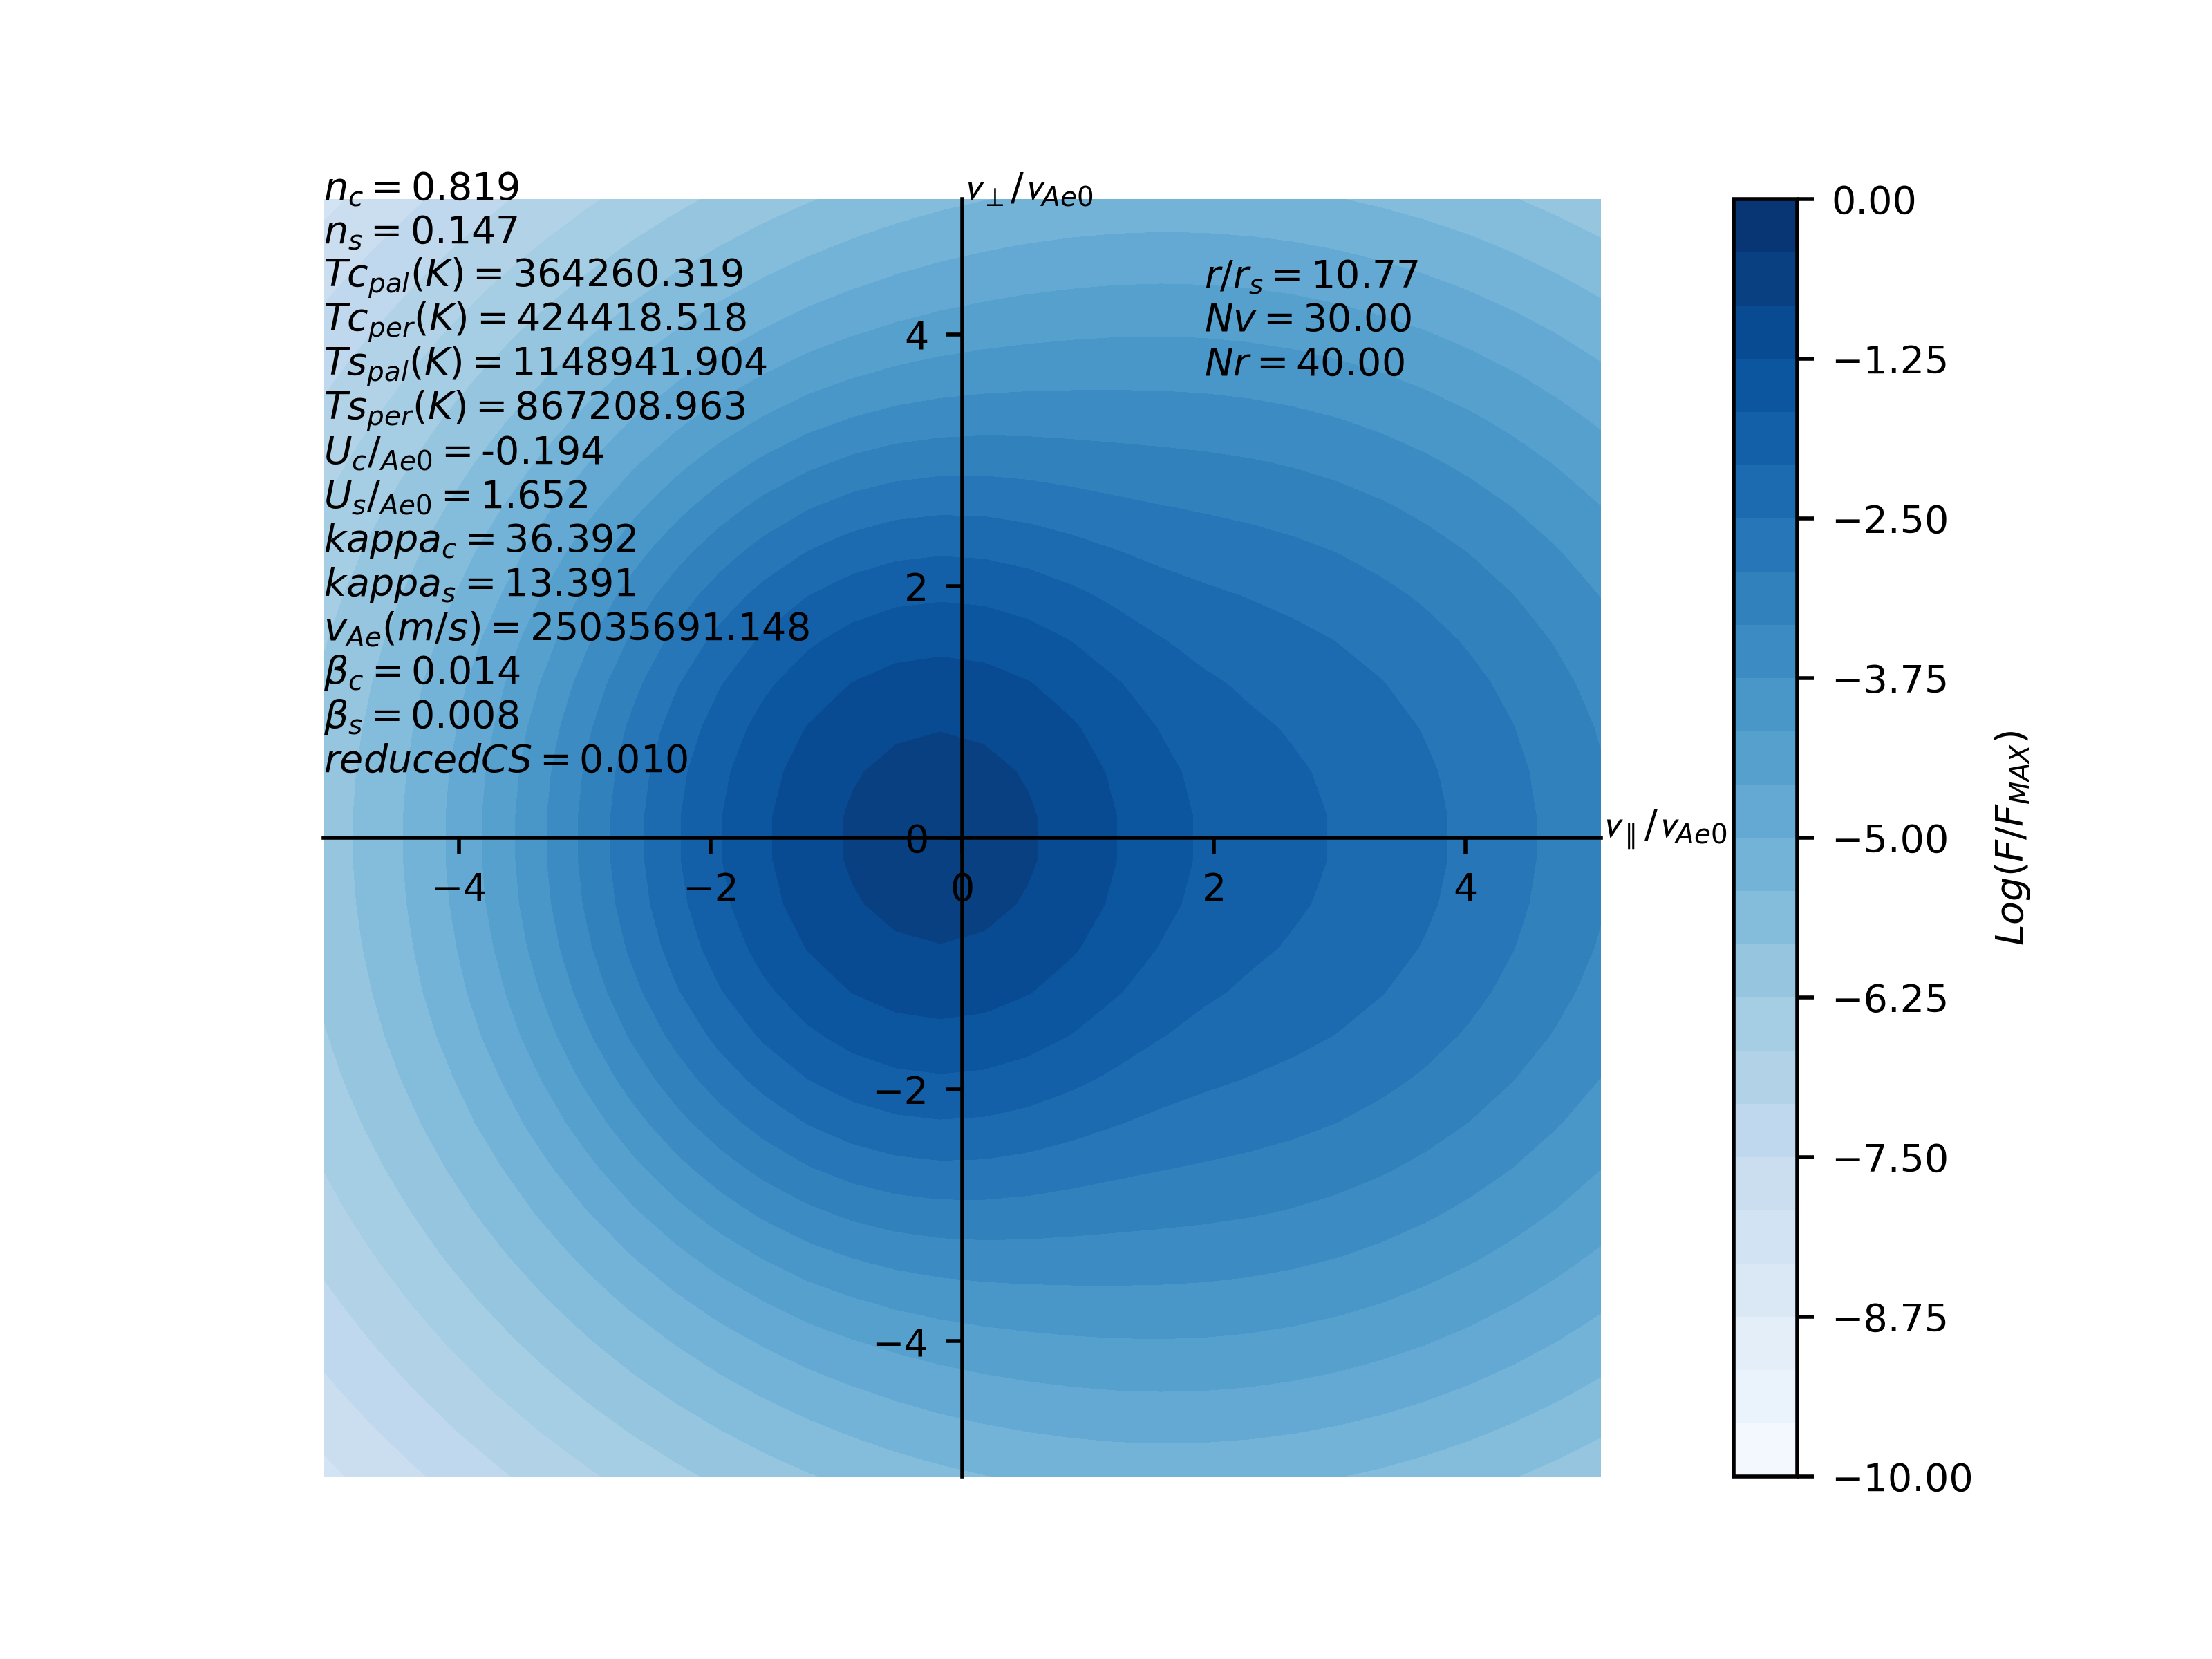 n_c = 0.819
n_s = 0.147
Tc_pal(K) = 364260.319
Tc_per(K) = 424418.518
Ts_pal(K) = 1148941.904
Ts_per(K) = 867208.963
U_c/_Ae0 = -0.194
U_s/_Ae0 = 1.652
kappa_c = 36.392
kappa_s = 13.391
v_Ae(m/s) = 25035691.148
β_c = 0.014
β_s = 0.008
reducedCS = 0.010
v_⊥/v_Ae0
r/r_s = 10.77
Nv = 30.00
Nr = 40.00
4
2
0
−2
−4
−4
−2
0
2
4
v_∥/v_Ae0
0.00
−1.25
−2.50
−3.75
−5.00
−6.25
−7.50
−8.75
−10.00
Log(F/F_MAX)